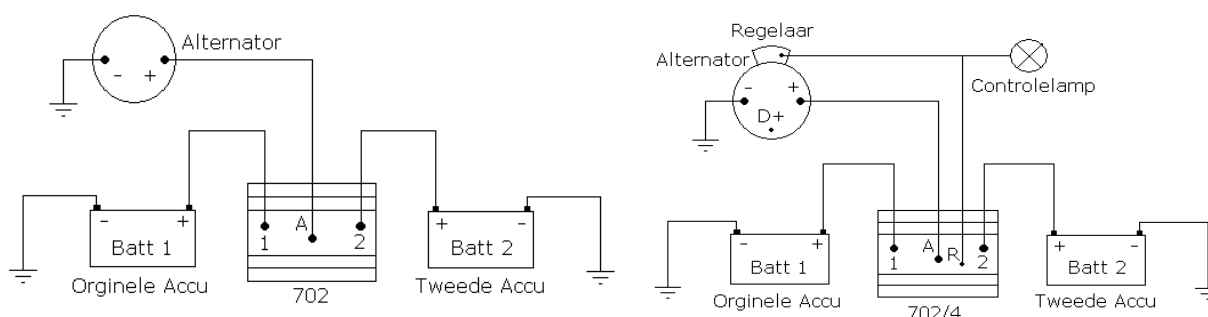 Alternator
- +
1 A 2
- +
Batt 1
Orginele Accu
702
+ -
Batt 2
Tweede Accu
Regelaar
Alternator
- +
D+
Controlelamp
1 A R 2
- +
Batt 1
Orginele Accu
702/4
+ -
Batt 2
Tweede Accu